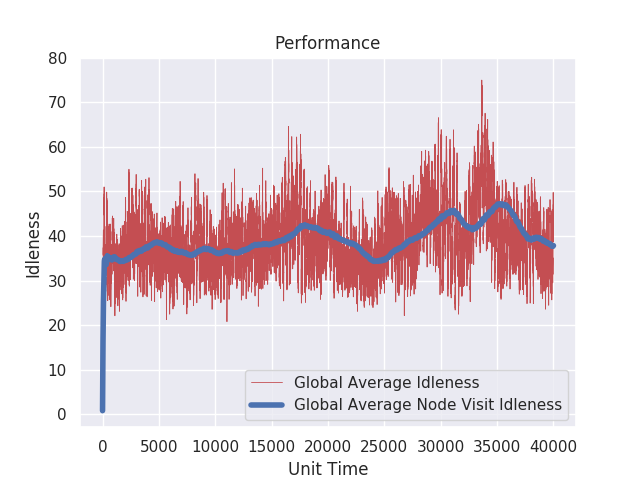 Performance
80
70
60
50
40
30
20
10
0
Idleness
Global Average Idleness
Global Average Node Visit Idleness
0 5000 10000 15000 20000 25000 30000 35000 40000
Unit Time